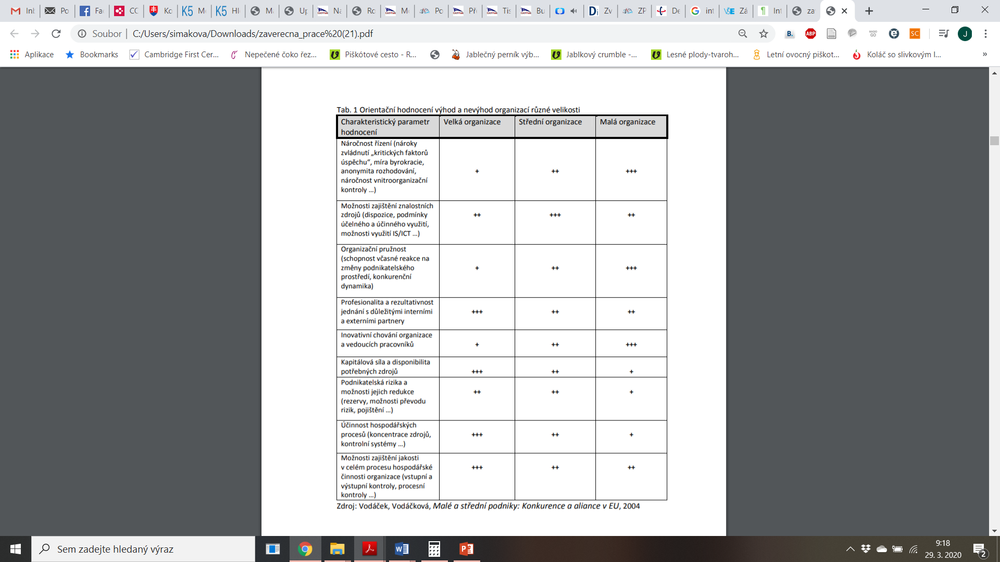 Int
Po
Fa
CC
Ko
K5 Mo
K5 Hl
Ma
Up
Na
Ro
Mo
Po
Př
Tis
Bu
Zv
ZP
De
int
Zá
Int
za
Soubor | C:/Users/simakova/Downloads/zaverecna_prace%20(21).pdf
B.
ABP
MAGIO GO
SC
J
Aplikace
Bookmarks
Cambridge First Cer...
Nepečené čoko řez...
Piškótové cesto - R...
Jablečný perník výb...
Jablkový crumble -...
Lesné plody-tvaroh...
Letní ovocný piškot...
Koláč so slivkovým l...
»
Tab. 1 Orientační hodnocení výhod a nevýhod organizací různé velikosti
Charakteristický parametr
hodnocení
Velká organizace
Střední organizace
Malá organizace
Náročnost řízení (nároky
zvládnutí „kritických faktorů
úspěchu“, míra byrokracie,
anonymita rozhodování,
náročnost vnitroorganizační
kontroly …)
+
++
+++
Možnosti zajištění znalostních
zdrojů (dispozice, podmínky
účelného a účinného využití,
možnosti využití IS/ICT …)
++
+++
++
Organizační pružnost
(schopnost včasné reakce na
změny podnikatelského
prostředí, konkurenční
dynamika)
+
++
+++
Profesionalita a rezultativnost
jednání s důležitými interními
a externími partnery
+++
++
++
Inovativní chování organizace
a vedoucích pracovníků
+
++
+++
Kapitálová síla a disponibilita
potřebných zdrojů
+++
++
+
Podnikatelská rizika a
možnosti jejich redukce
(rezervy, možnosti převodu
rizik, pojištění …)
++
++
+
Účinnost hospodářských
procesů (koncentrace zdrojů,
kontrolní systémy …)
+++
++
+
Možnosti zajištění jakosti
v celém procesu hospodářské
činnosti organizace (vstupní a
výstupní kontroly, procesní
kontroly …)
+++
++
++
Zdroj: Vodáček, Vodáčková, Malé a střední podniky: Konkurence a aliance v EU, 2004
Sem zadejte hledaný výraz
9:18
29. 3. 2020
2